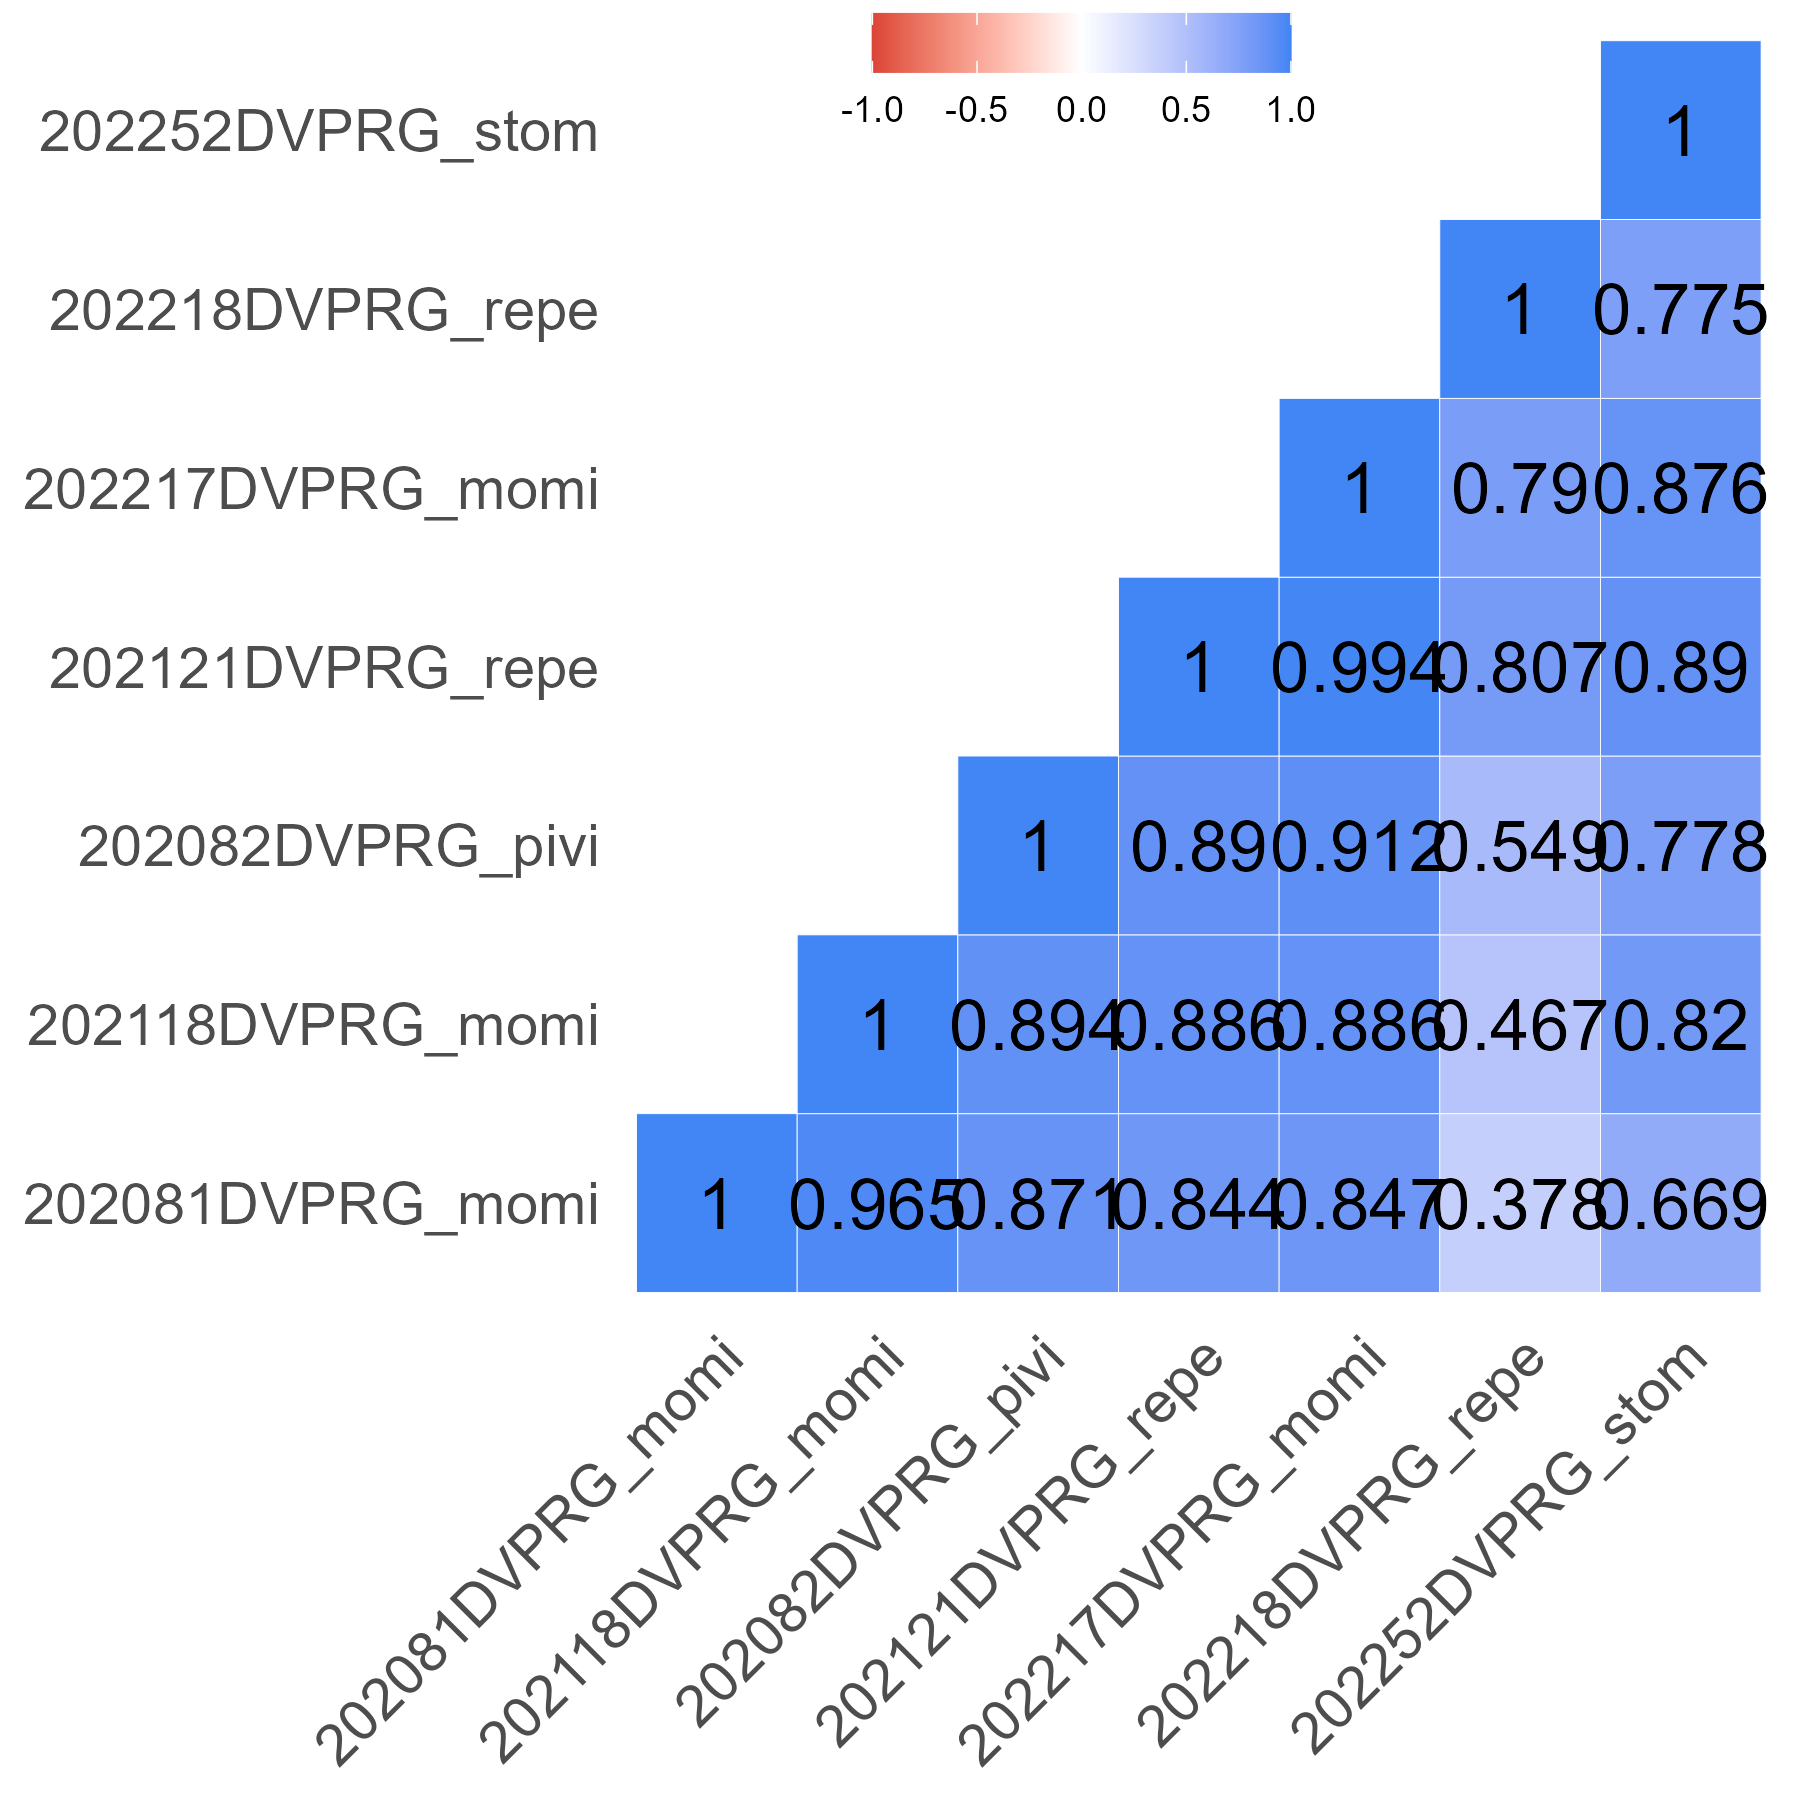 -1.0 -0.5 0.0 0.5 1.0
202252DVPRG_stom 1
202218DVPRG_repe 1 0.775
202217DVPRG_momi 1 0.79 0.876
202121DVPRG_repe 1 0.994 0.807 0.89
202082DVPRG_pivi 1 0.89 0.912 0.549 0.778
202118DVPRG_momi 1 0.894 0.886 0.886 0.467 0.82
202081DVPRG_momi 1 0.965 0.871 0.844 0.847 0.378 0.669
202081DVPRG_momi
202118DVPRG_momi
202082DVPRG_pivi
202121DVPRG_repe
202217DVPRG_momi
202218DVPRG_repe
202252DVPRG_stom